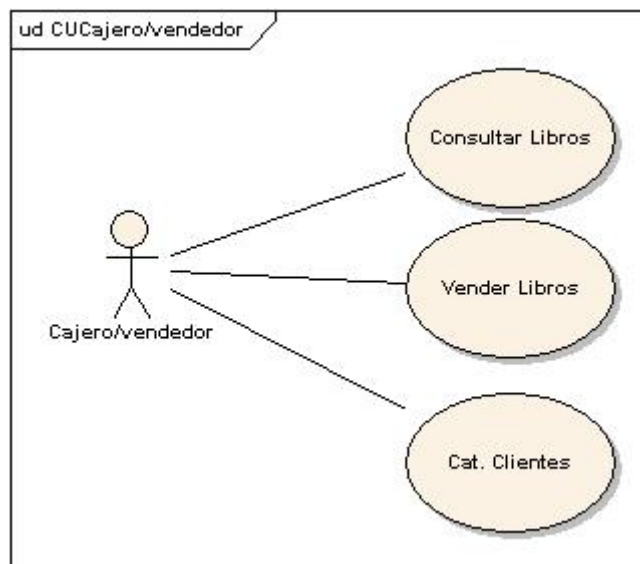 ud CUCajero/vendedor
Consultar Libros
Vender Libros
Cajero/vendedor
Cat. Clientes